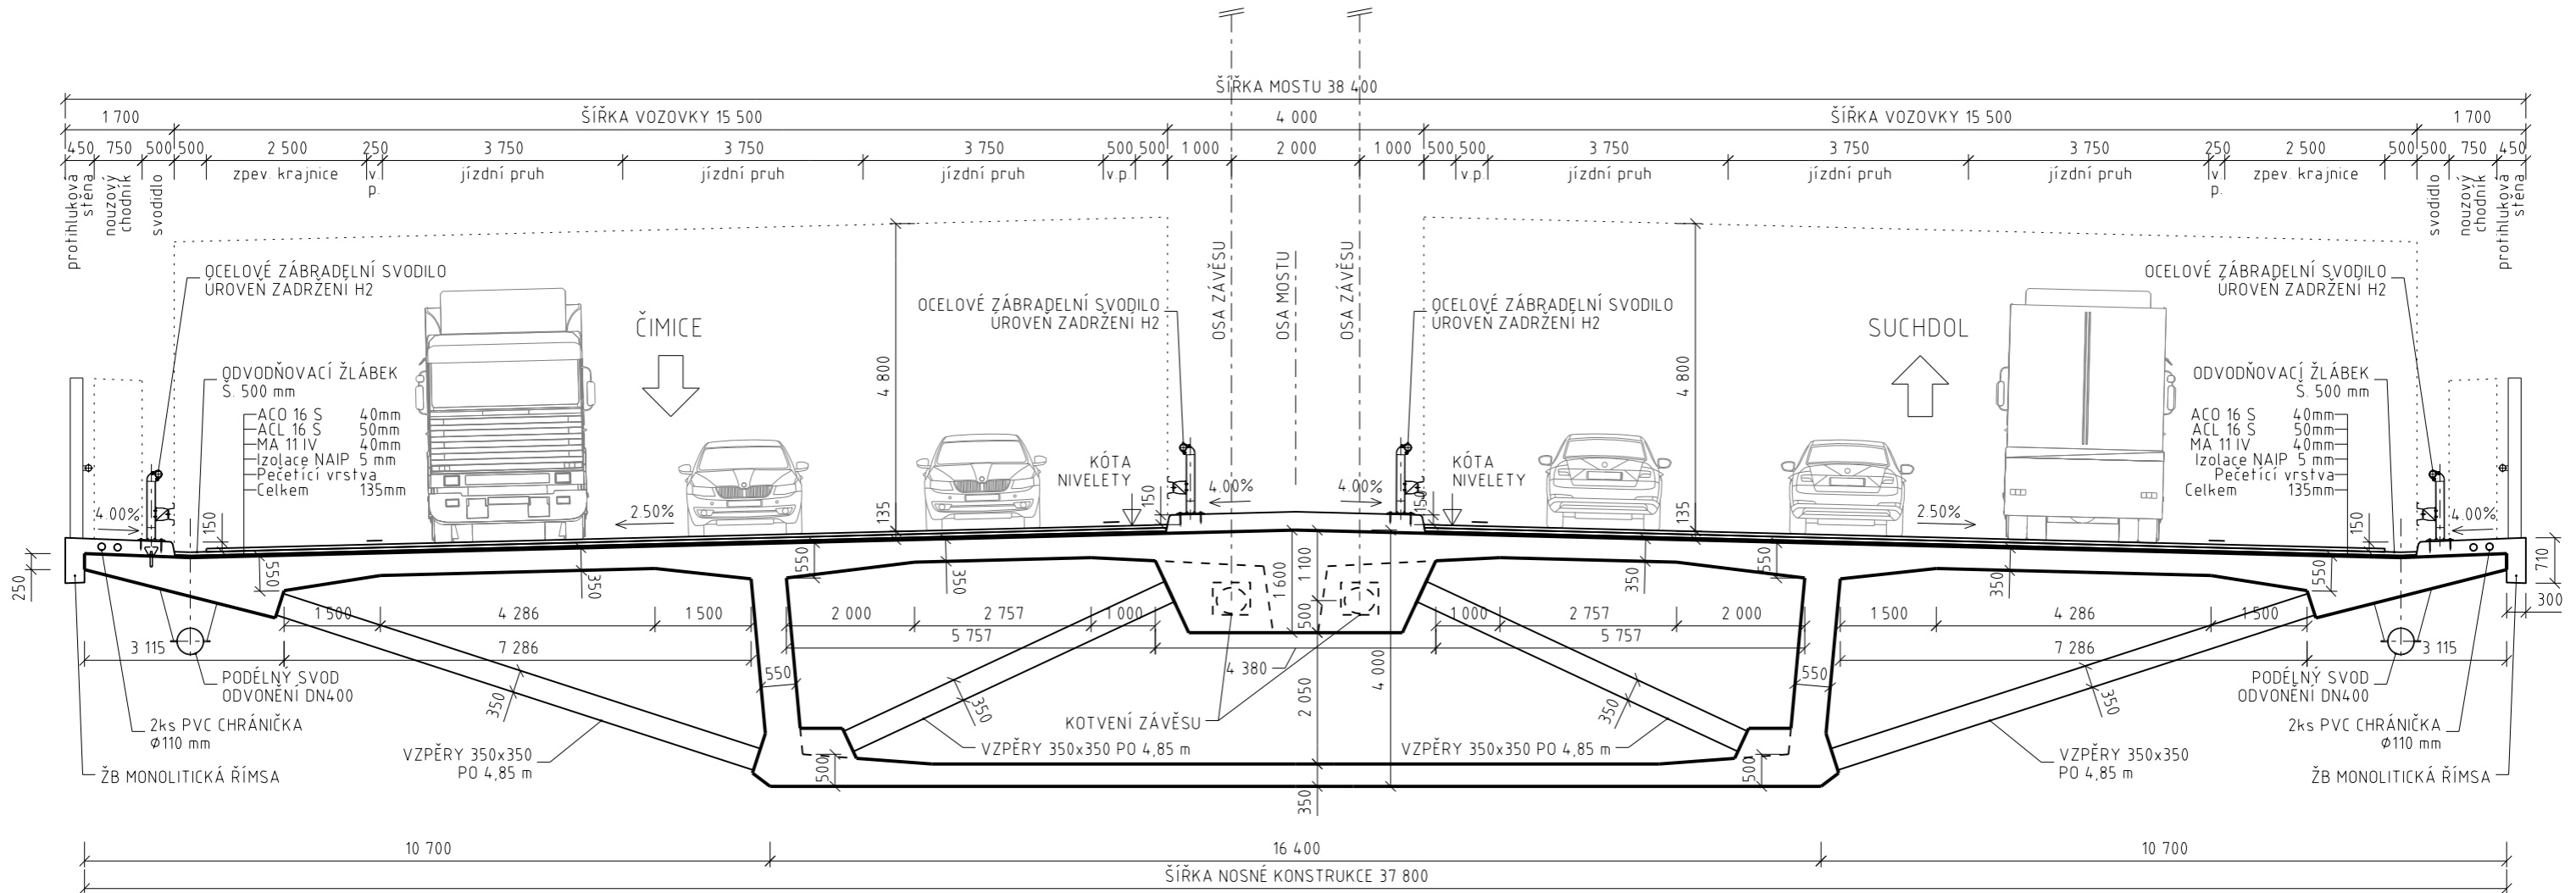 ŠÍŘKA MOSTU 38 400
1 700
ŠÍŘKA VOZOVKY 15 500
4 000
ŠÍŘKA VOZOVKY 15 500
1 700
450 750 500 500 2 500 250 3 750 3 750 3 750 500 500 1 000 2 000 1 000 500 500 3 750 3 750 3 750 250 2 500 500 500 750 450
protihluková
stěna
nouzový
chodník
svodidlo
zpev. krajnice
v.
p.
jízdní pruh
jízdní pruh
jízdní pruh
v.p.
v.p.
jízdní pruh
jízdní pruh
jízdní pruh
v.
p.
zpev. krajnice
svodidlo
nouzový
chodník
protihluková
stěna
OSA ZÁVĚSU
OSA MOSTU
OSA ZÁVĚSU
OCELOVÉ ZÁBRADELNÍ SVODILO
ÚROVEŇ ZADRŽENÍ H2
OCELOVÉ ZÁBRADELNÍ SVODILO
ÚROVEŇ ZADRŽENÍ H2
OCELOVÉ ZÁBRADELNÍ SVODILO
ÚROVEŇ ZADRŽENÍ H2
OCELOVÉ ZÁBRADELNÍ SVODILO
ÚROVEŇ ZADRŽENÍ H2
ČIMICE
SUCHDOL
4 800
4 800
ODVODŇOVACÍ ŽLÁBEK
Š. 500 mm
ACO 16 S 40mm
ACL 16 S 50mm
MA 11 IV 40mm
Izolace NAIP 5 mm
Pečetící vrstva
Celkem 135mm
ODVODŇOVACÍ ŽLÁBEK
Š. 500 mm
ACO 16 S 40mm
ACL 16 S 50mm
MA 11 IV 40mm
Izolace NAIP 5 mm
Pečetící vrstva
Celkem 135mm
KÓTA
NIVELETY
KÓTA
NIVELETY
4.00%
150
2.50%
135
150
4.00%
4.00%
150
135
2.50%
150
4.00%
250
550
350
550
350
1 600
1 100
500
350
550
350
550
710
300
1 500
4 286
1 500
2 000
2 757
1 000
1 000
2 757
2 000
1 500
4 286
1 500
5 757
5 757
3 115
7 286
7 286
3 115
4 380
4 000
2 050
550
550
350
350
350
350
PODÉLNÝ SVOD
ODVONĚNÍ DN400
PODÉLNÝ SVOD
ODVONĚNÍ DN400
2ks PVC CHRÁNIČKA
Φ110 mm
2ks PVC CHRÁNIČKA
Φ110 mm
KOTVENÍ ZÁVĚSU
VZPĚRY 350x350
PO 4,85 m
VZPĚRY 350x350 PO 4,85 m
VZPĚRY 350x350 PO 4,85 m
VZPĚRY 350x350
PO 4,85 m
ŽB MONOLITICKÁ ŘÍMSA
ŽB MONOLITICKÁ ŘÍMSA
500
500
350
10 700
16 400
10 700
ŠÍŘKA NOSNÉ KONSTRUKCE 37 800